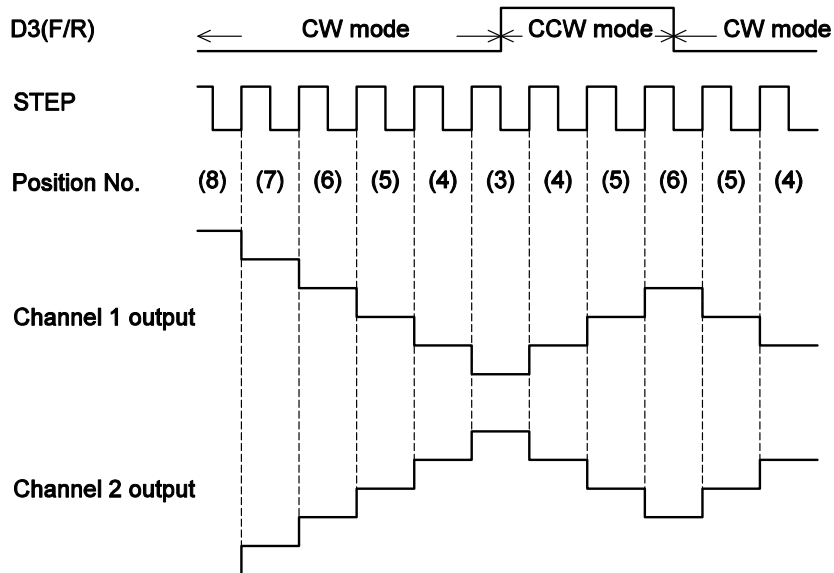 D3(F/R) CW mode CCW mode CW mode
STEP
Position No. (8) (7) (6) (5) (4) (3) (4) (5) (6) (5) (4)
Channel 1 output
Channel 2 output